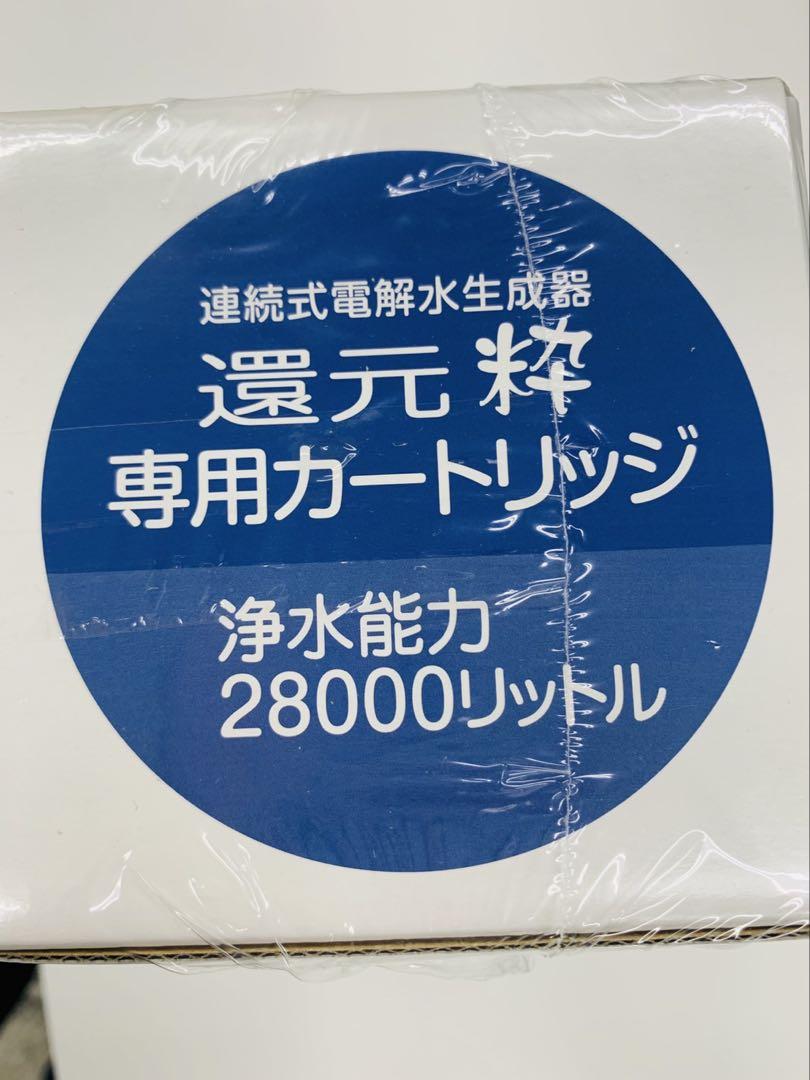 連続式電解水生成器
還元粋
専用カートリッジ
浄水能力
28000リットル